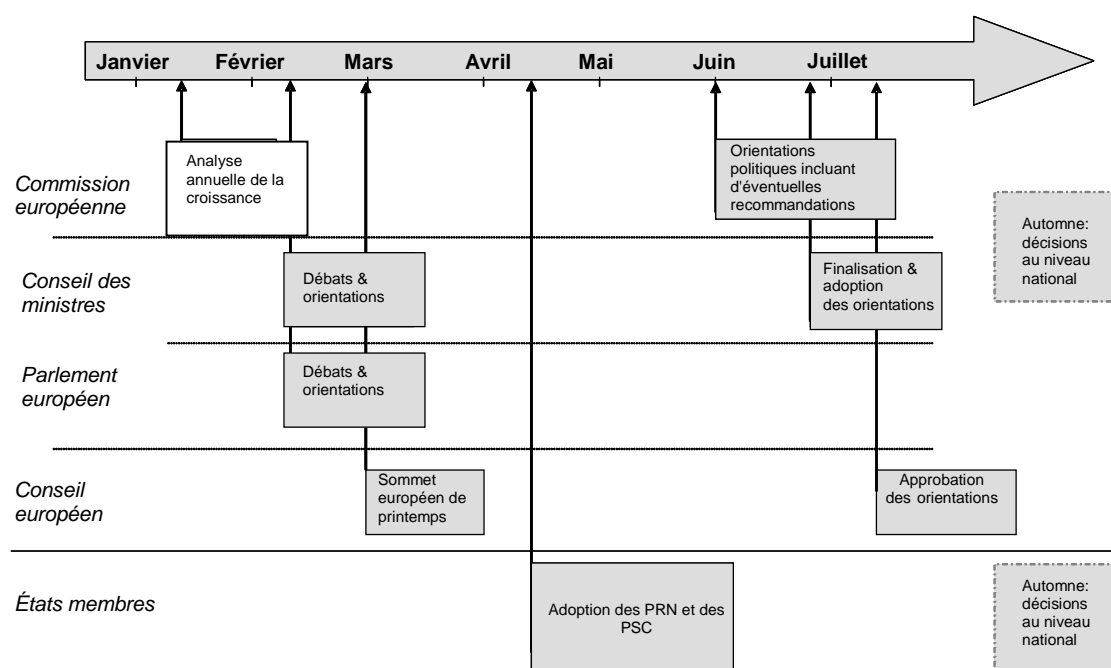 Janvier Février Mars Avril Mai Juin Juillet
Commission
européenne
Analyse
annuelle de la
croissance
Orientations
politiques incluant
d'éventuelles
recommandations
Automne:
décisions
au niveau
national
Conseil des
ministres
Débats &
orientations
Finalisation &
adoption
des orientations
Parlement
européen
Débats &
orientations
Conseil
européen
Sommet
européen de
printemps
Approbation
des orientations
États membres
Adoption des PRN et des
PSC
Automne:
décisions
au niveau
national